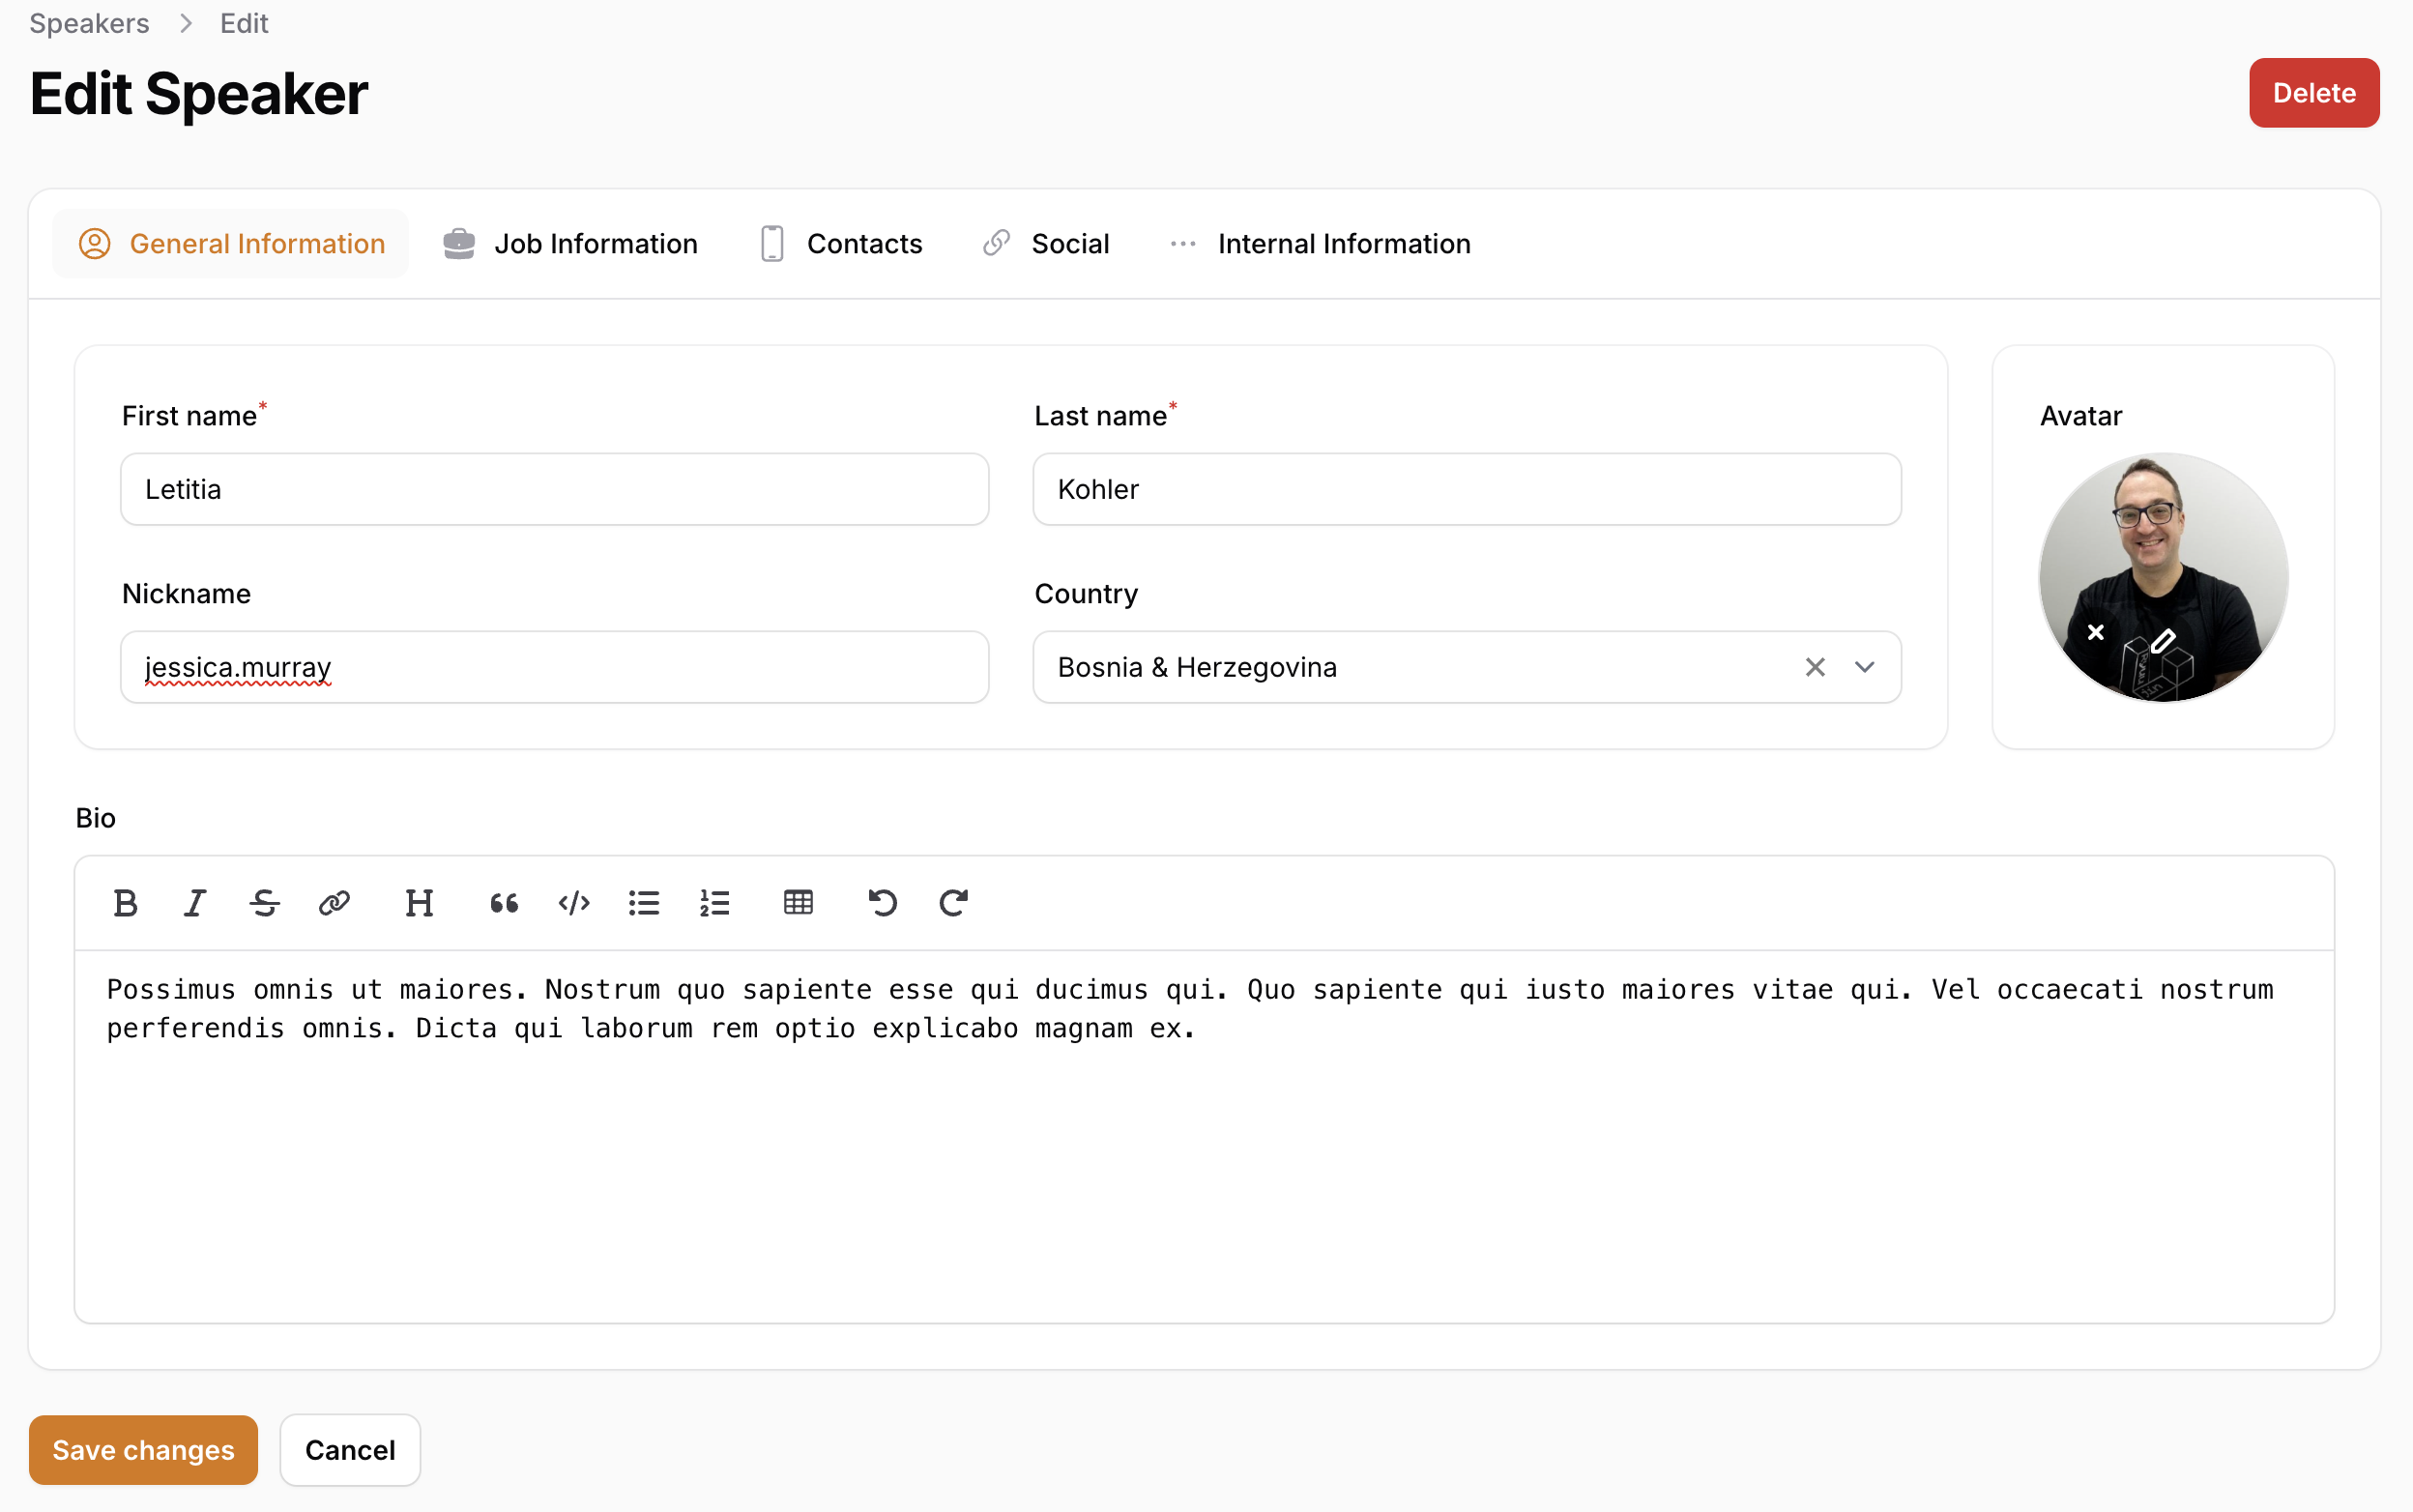 Speakers > Edit
Edit Speaker
Delete
General Information
Job Information
Contacts
Social
Internal Information
First name*
Last name*
Avatar
Letitia
Kohler
Nickname
Country
jessica.murray
Bosnia & Herzegovina
Bio
Possimus omnis ut maiores. Nostrum quo sapiente esse qui ducimus qui. Quo sapiente qui iusto maiores vitae qui. Vel occaecati nostrum
perferendis omnis. Dicta qui laborum rem optio explicabo magnam ex.
Save changes
Cancel